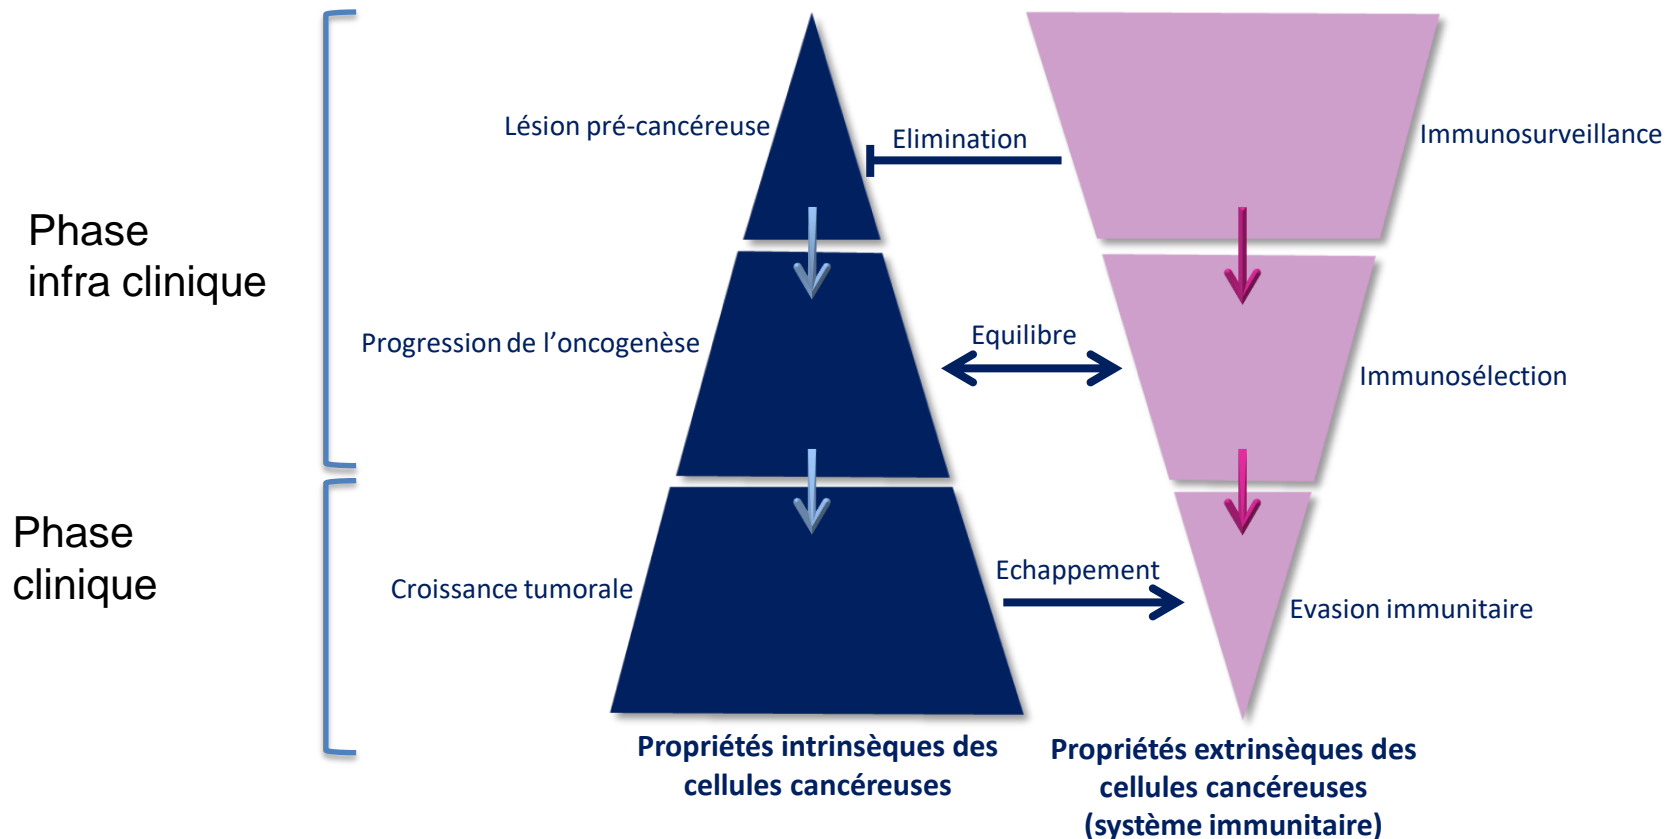 Lésion pré-cancéreuse
Elimination
Immunosurveillance
Phase
infra clinique
Progression de l’oncogenèse
Equilibre
Immunosélection
Phase
clinique
Croissance tumorale
Echappement
Evasion immunitaire
Propriétés intrinsèques des
cellules cancéreuses
Propriétés extrinsèques des
cellules cancéreuses
(système immunitaire)